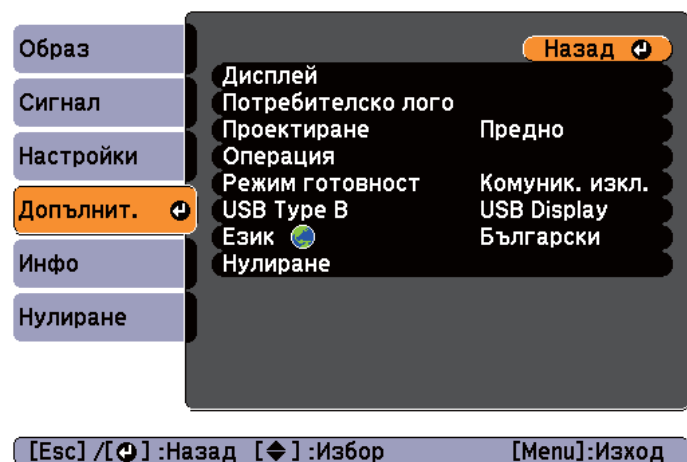 Образ
Сигнал
Настройки
Допълнит.
Инфо
Нулиране
Назад
Дисплей
Потребителско лого
Проектиране Предно
Операция
Режим готовност Комуник. изкл.
USB Type B USB Display
Език Български
Нулиране
[Esc] /[ ] :Назад [ ] :Избор [Menu]:Изход